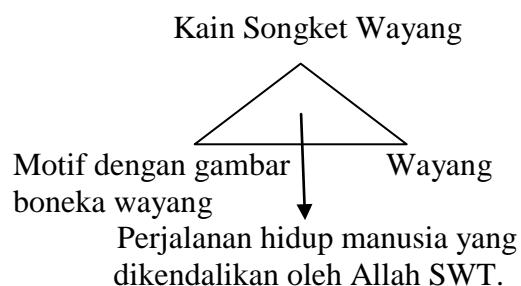 Kain Songket Wayang
Motif dengan gambar
boneka wayang
Wayang
Perjalanan hidup manusia yang
dikendalikan oleh Allah SWT.